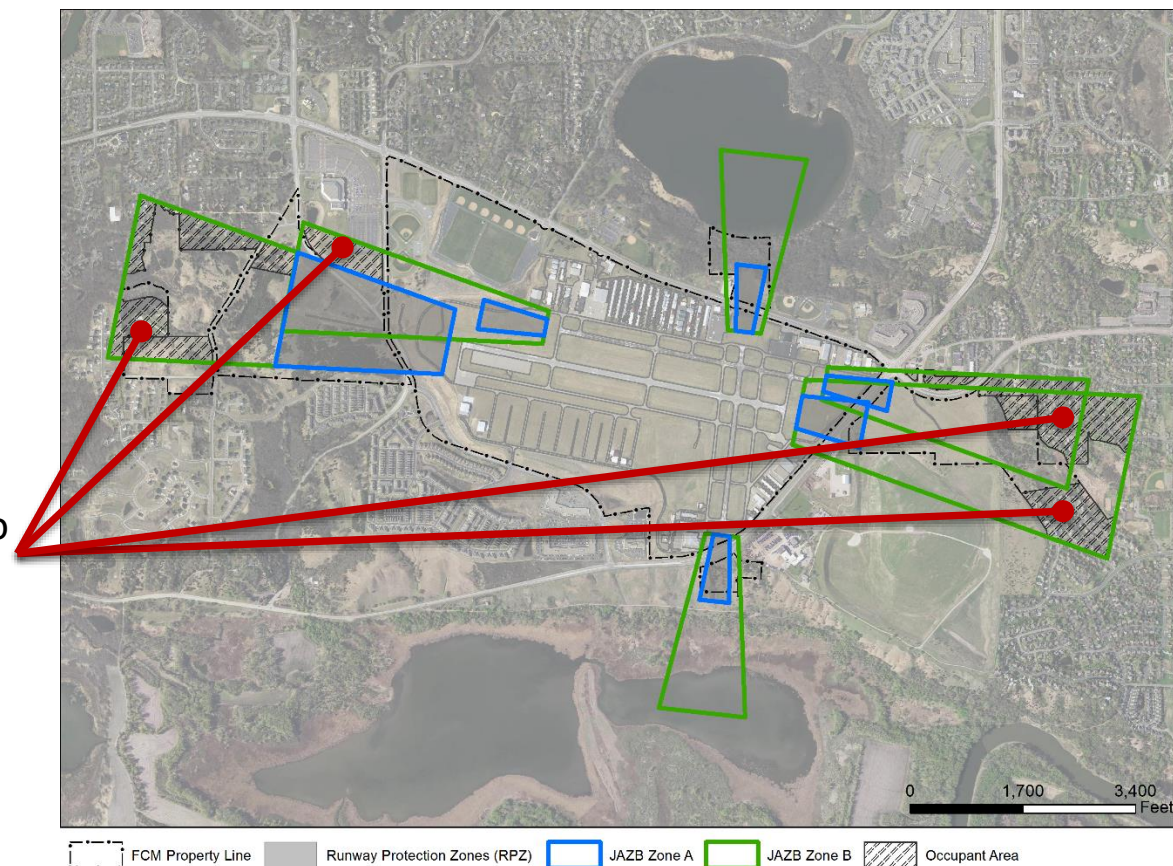 0 1,700 3,400
Feet
FCM Property Line Runway Protection Zones (RPZ) JAZB Zone A JAZB Zone B Occupant Area